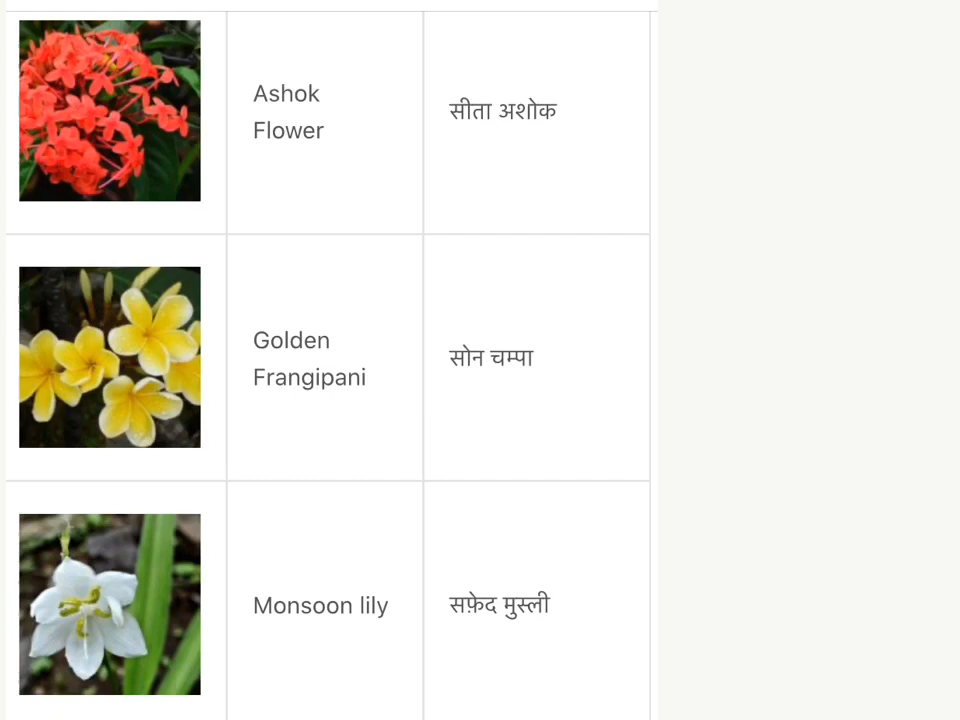 Ashok
Flower
सीता अशोक
Golden
Frangipani
सोन चम्पा
Monsoon lily
सफ़ेद मुस्ली